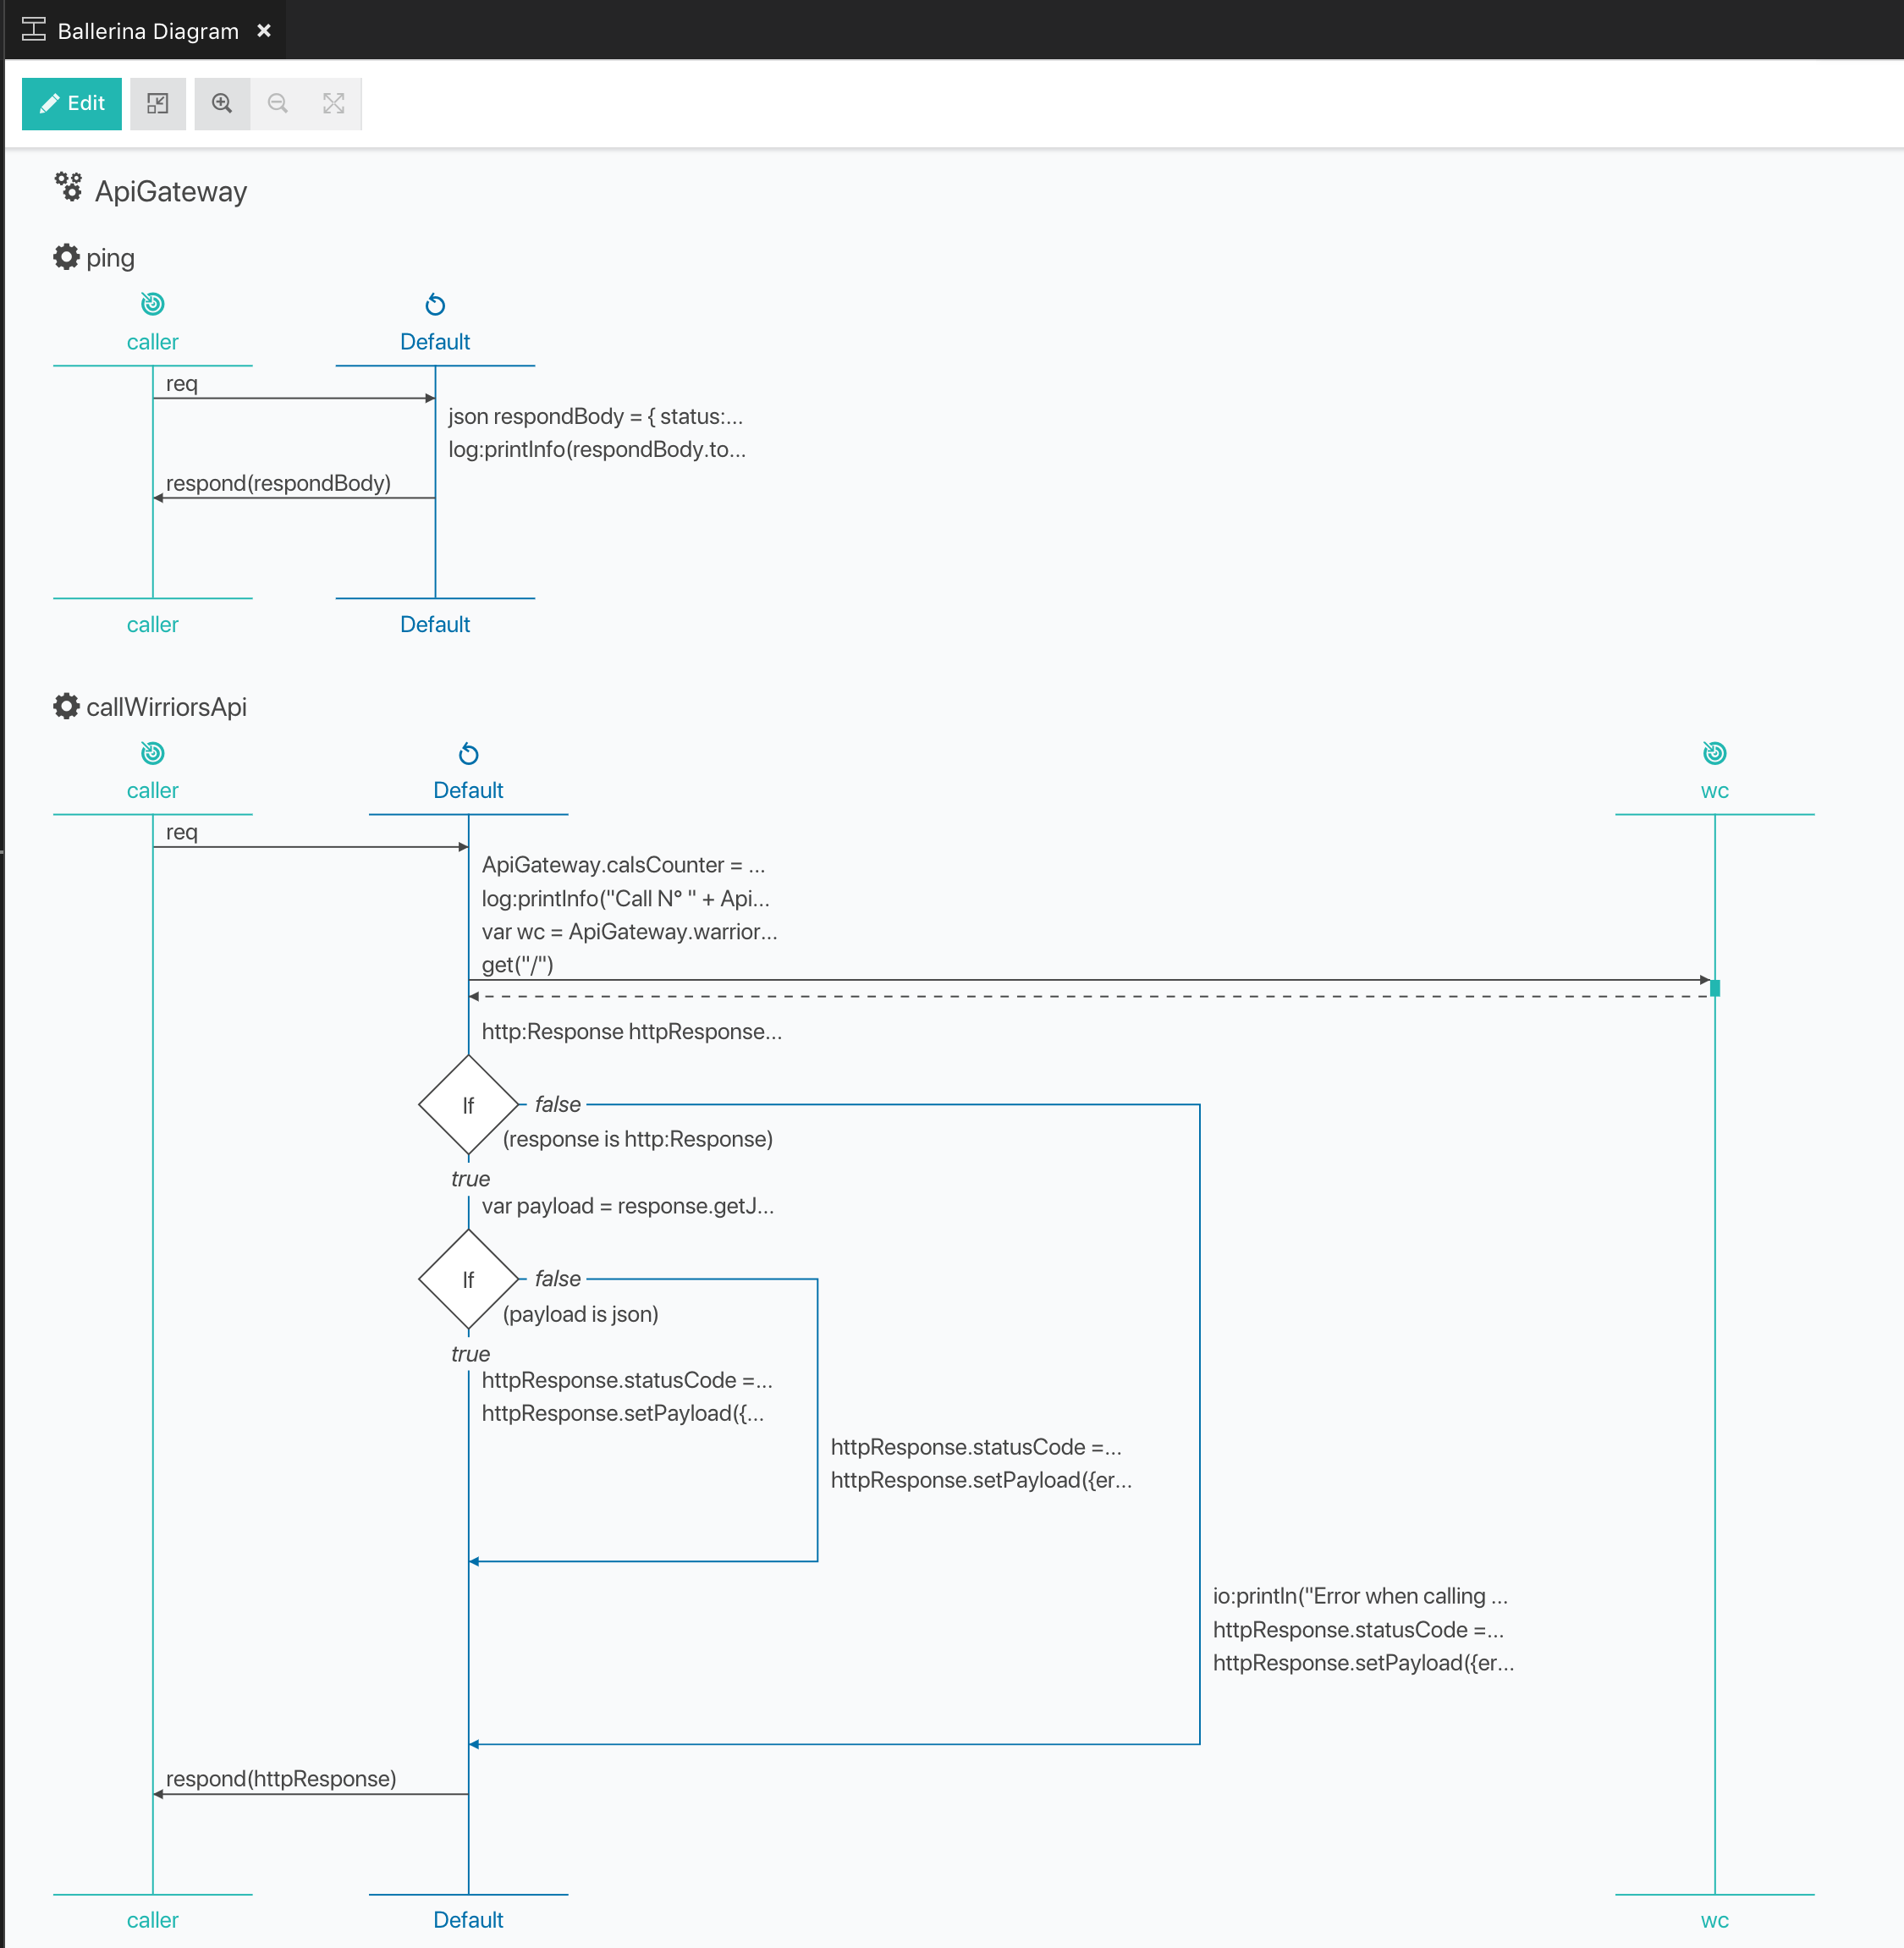 Ballerina Diagram
Edit
ApiGateway
ping
caller
Default
req
json respondBody = { status:...
log:printInfo(respondBody.to...
respond(respondBody)
caller
Default
callWirriorsApi
caller
Default
wc
req
ApiGateway.calsCounter = ...
log:printInfo("Call N° " + Api...
var wc = ApiGateway.warrior...
get("/")
http:Response httpResponse...
If
false
(response is http:Response)
true
var payload = response.getJ...
If
false
(payload is json)
true
httpResponse.statusCode =...
httpResponse.setPayload({...
httpResponse.statusCode =...
httpResponse.setPayload({er...
io:println("Error when calling ...
httpResponse.statusCode =...
httpResponse.setPayload({er...
respond(httpResponse)
caller
Default
wc